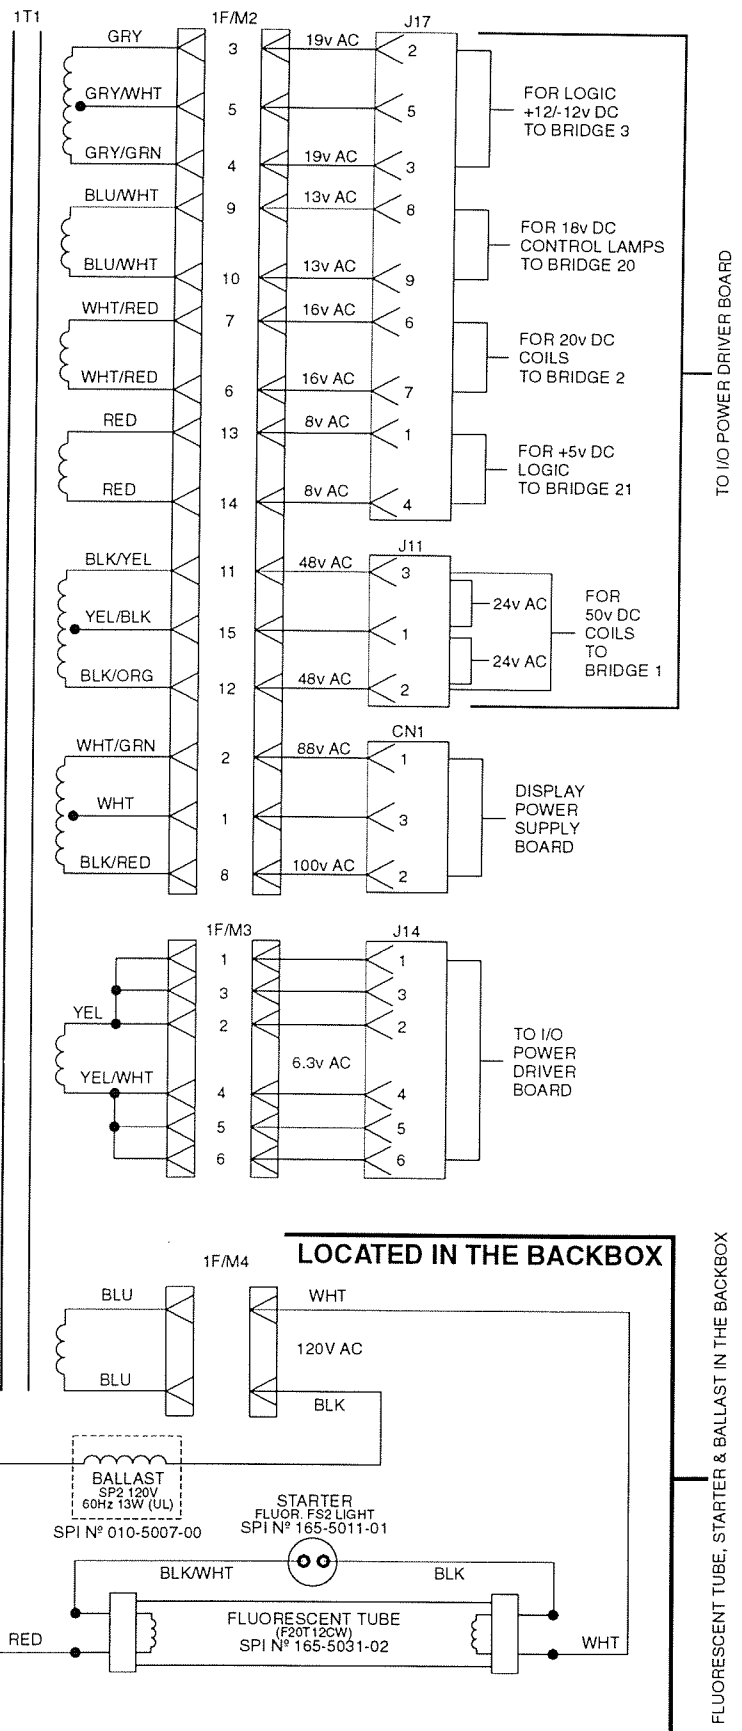 1T1
1F/M2
J17
GRY
3
19v AC
2
GRY/WHT
5
5
FOR LOGIC
+12/-12v DC
TO BRIDGE 3
GRY/GRN
4
19v AC
3
BLU/WHT
9
13v AC
8
FOR 18v DC
CONTROL LAMPS
TO BRIDGE 20
BLU/WHT
10
13v AC
9
WHT/RED
7
16v AC
6
FOR 20v DC
COILS
TO BRIDGE 2
WHT/RED
6
16v AC
7
RED
13
8v AC
1
FOR +5v DC
LOGIC
TO BRIDGE 21
RED
14
8v AC
4
TO I/O POWER DRIVER BOARD
J11
BLK/YEL
11
48v AC
3
24v AC
YEL/BLK
15
1
FOR
50v DC
COILS
TO
BRIDGE 1
24v AC
BLK/ORG
12
48v AC
2
CN1
WHT/GRN
2
88v AC
1
WHT
1
3
DISPLAY
POWER
SUPPLY
BOARD
BLK/RED
8
100v AC
2
1F/M3
J14
1
1
3
3
YEL
2
2
6.3v AC
TO I/O
POWER
DRIVER
BOARD
YEL/WHT
4
4
5
5
6
6
LOCATED IN THE BACKBOX
1F/M4
BLU
WHT
120V AC
BLU
BLK
BALLAST
SP2 120V
60Hz 13W (UL)
SPI Nº 010-5007-00
STARTER
FLUOR. FS2 LIGHT
SPI Nº 165-5011-01
BLK/WHT
BLK
FLUORESCENT TUBE
(F20T12CW)
SPI Nº 165-5031-02
RED
WHT
FLUORESCENT TUBE, STARTER & BALLAST IN THE BACKBOX